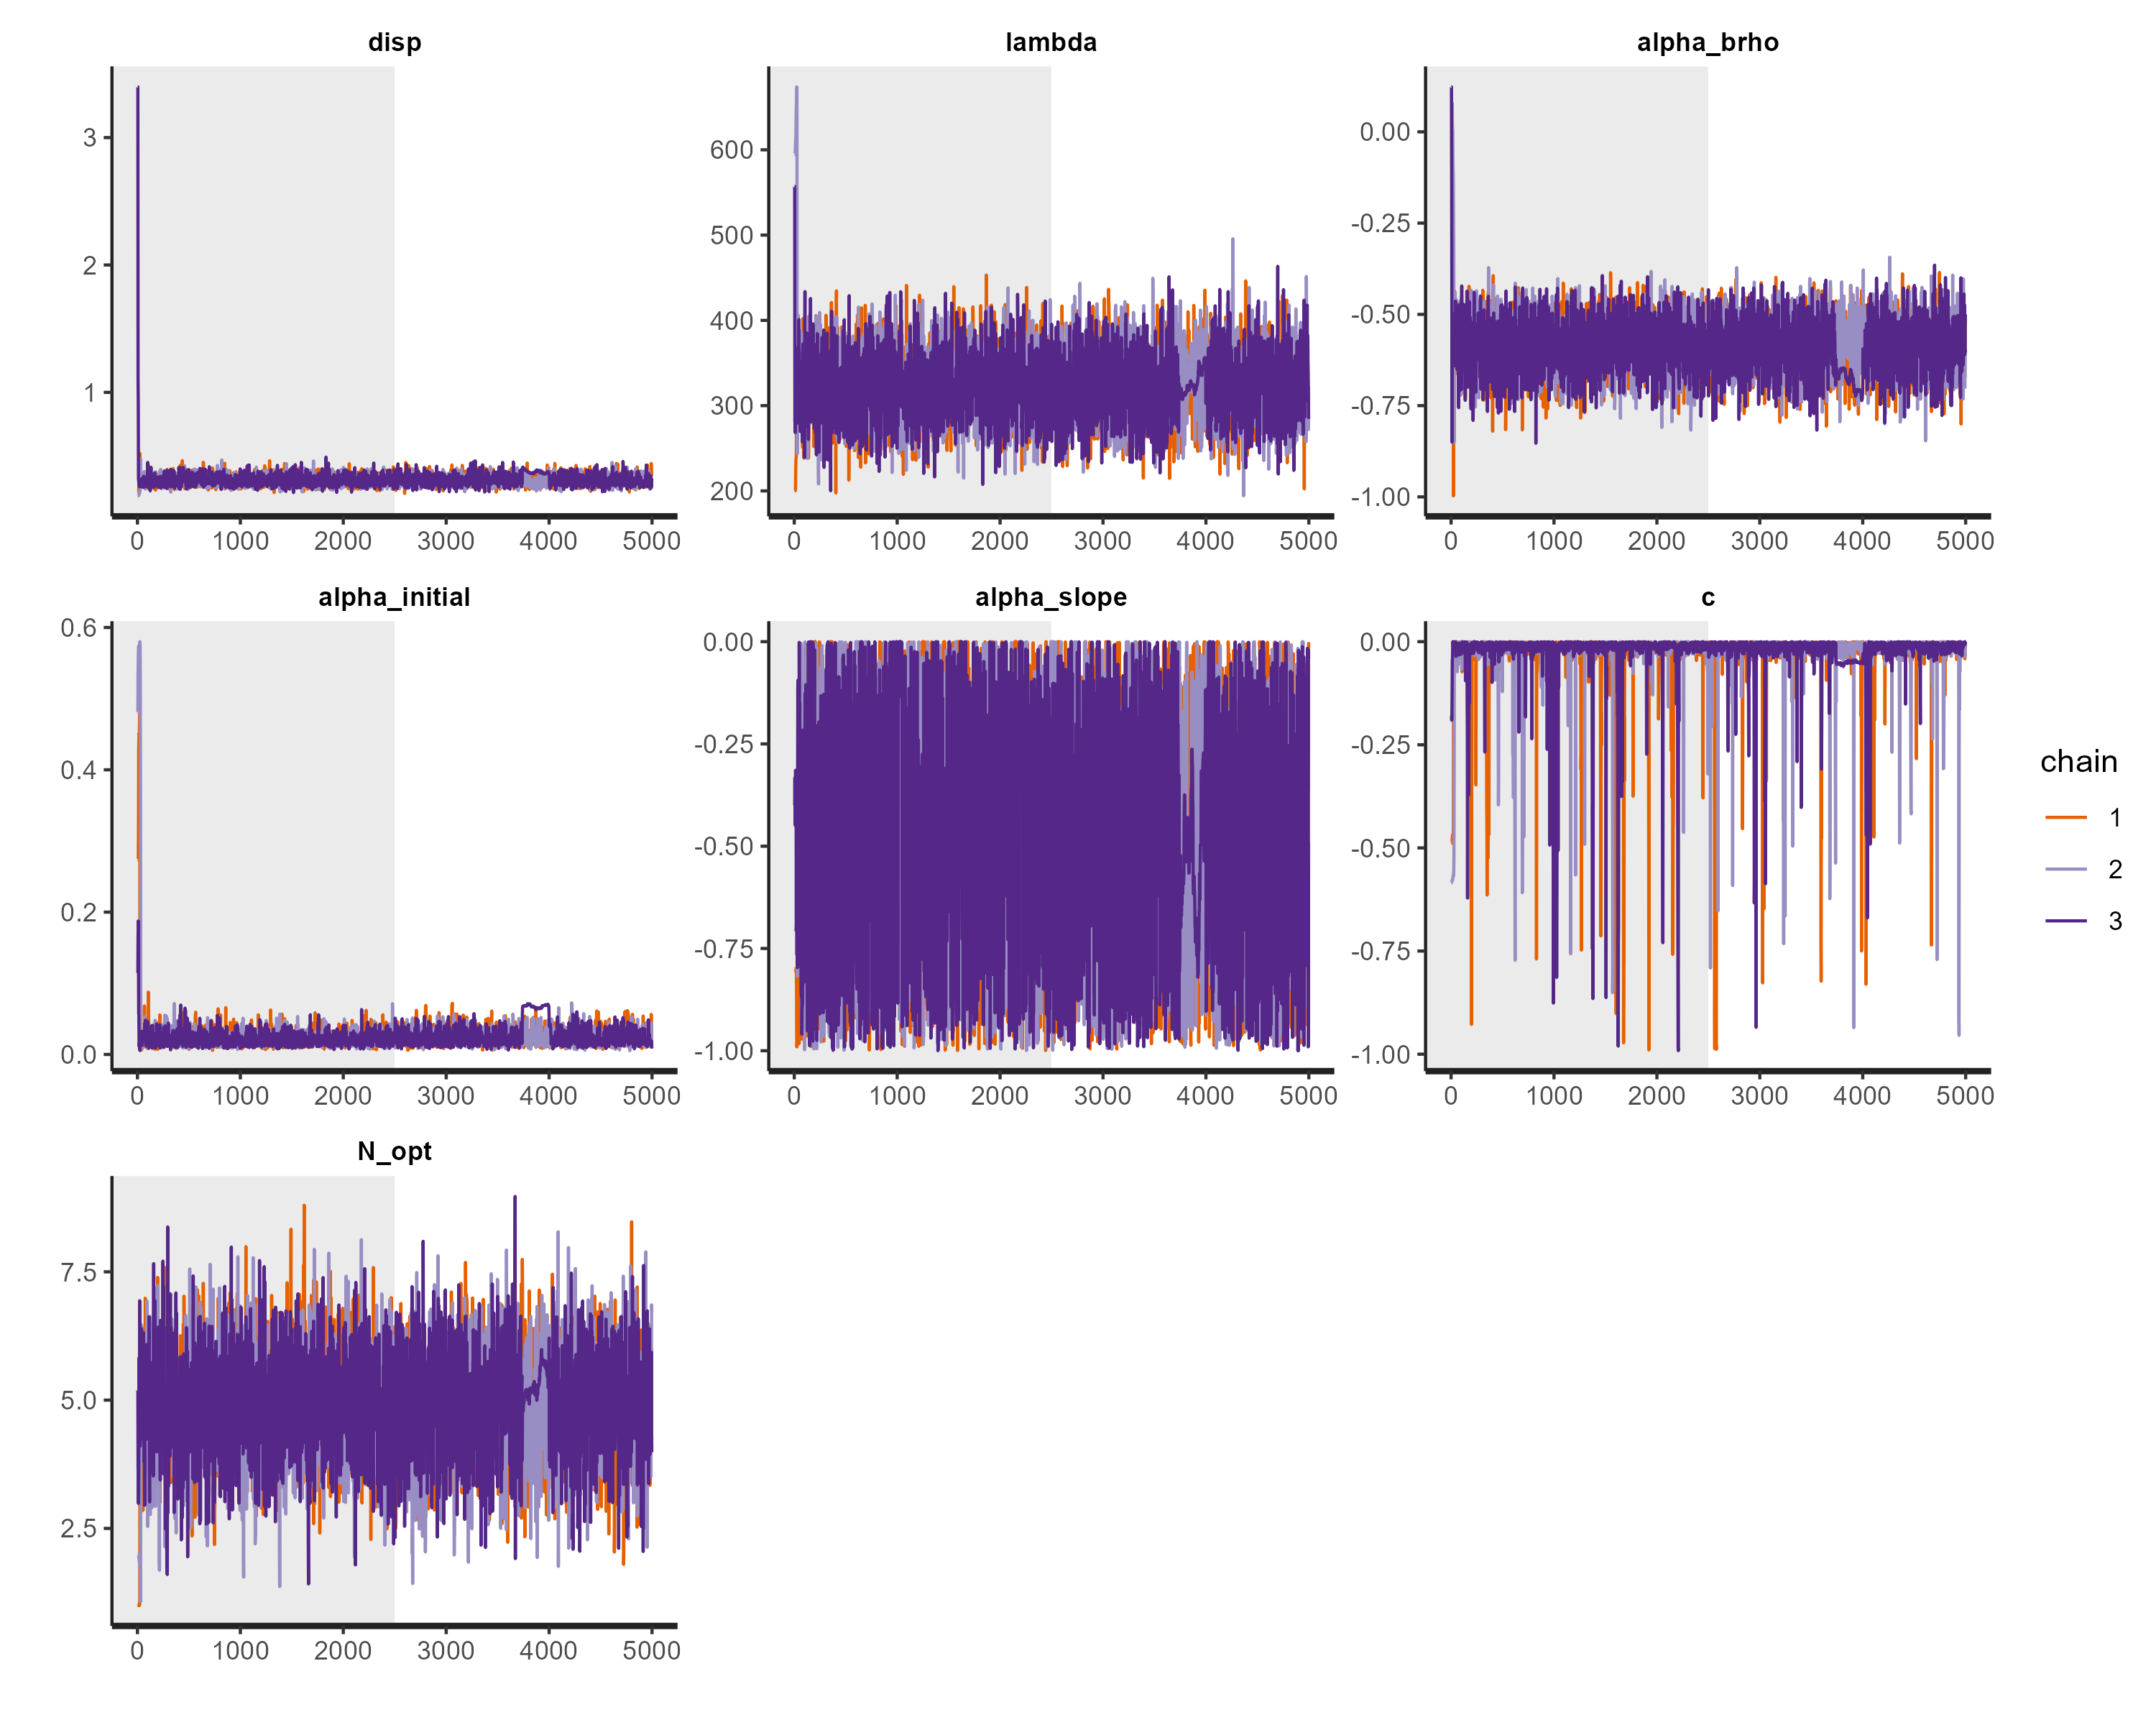 disp lambda alpha_brho
3 2 1
600 500 400 300 200
0.00 -0.25 -0.50 -0.75 -1.00
0 1000 2000 3000 4000 5000 0 1000 2000 3000 4000 5000 0 1000 2000 3000 4000 5000
alpha_initial alpha_slope c
0.6 0.4 0.2 0.0
0.00 -0.25 -0.50 -0.75 -1.00
0.00 -0.25 -0.50 -0.75 -1.00
0 1000 2000 3000 4000 5000 0 1000 2000 3000 4000 5000 0 1000 2000 3000 4000 5000
N_opt
7.5
5.0
2.5
0 1000 2000 3000 4000 5000
chain
1
2
3